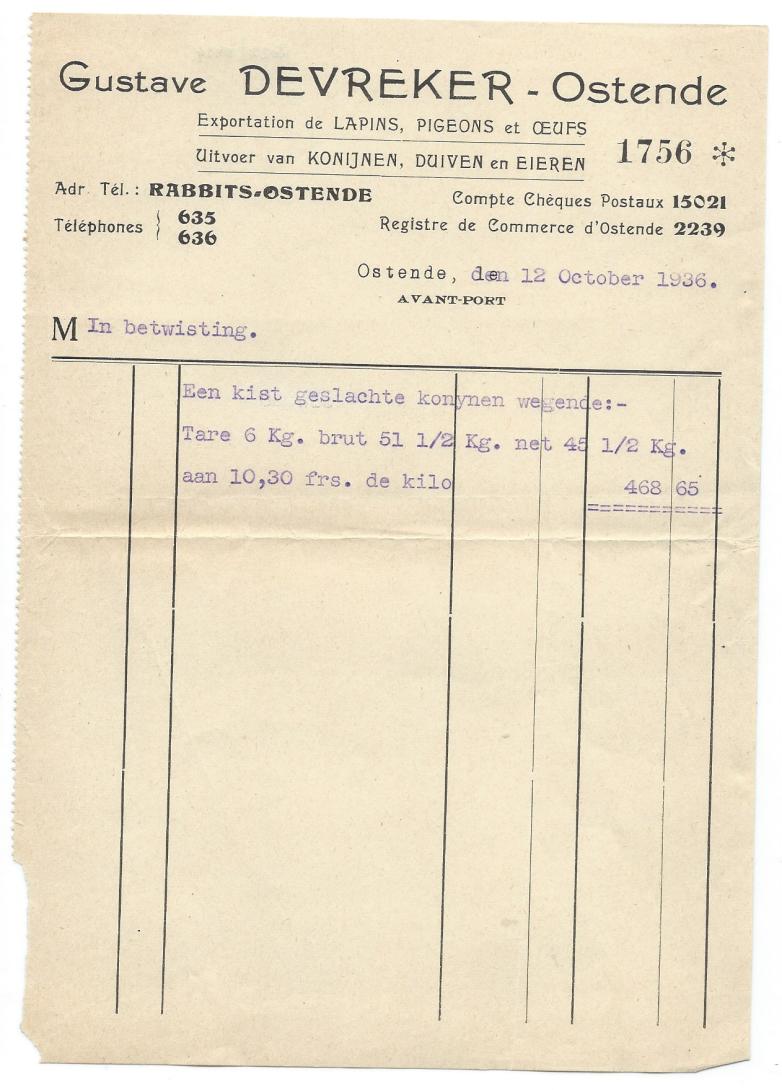 Gustave DEVREKER - Ostende
Exportation de LAPINS, PIGEONS et ŒUFS
Uitvoer van KONIJNEN, DUIVEN en EIEREN
1756 *
Adr. Tél.: RABBITS-OSTENDE
Compte Chèques Postaux 15021
Téléphones { 635
636
Registre de Commerce d'Ostende 2239
Ostende, den 12 October 1936.
AVANT-PORT
M In betwisting.
Een kist geslachte konynen wegende:-
Tare 6 Kg. brut 51 1/2 Kg. net 45 1/2 Kg.
aan 10,30 frs. de kilo 468 65
===========